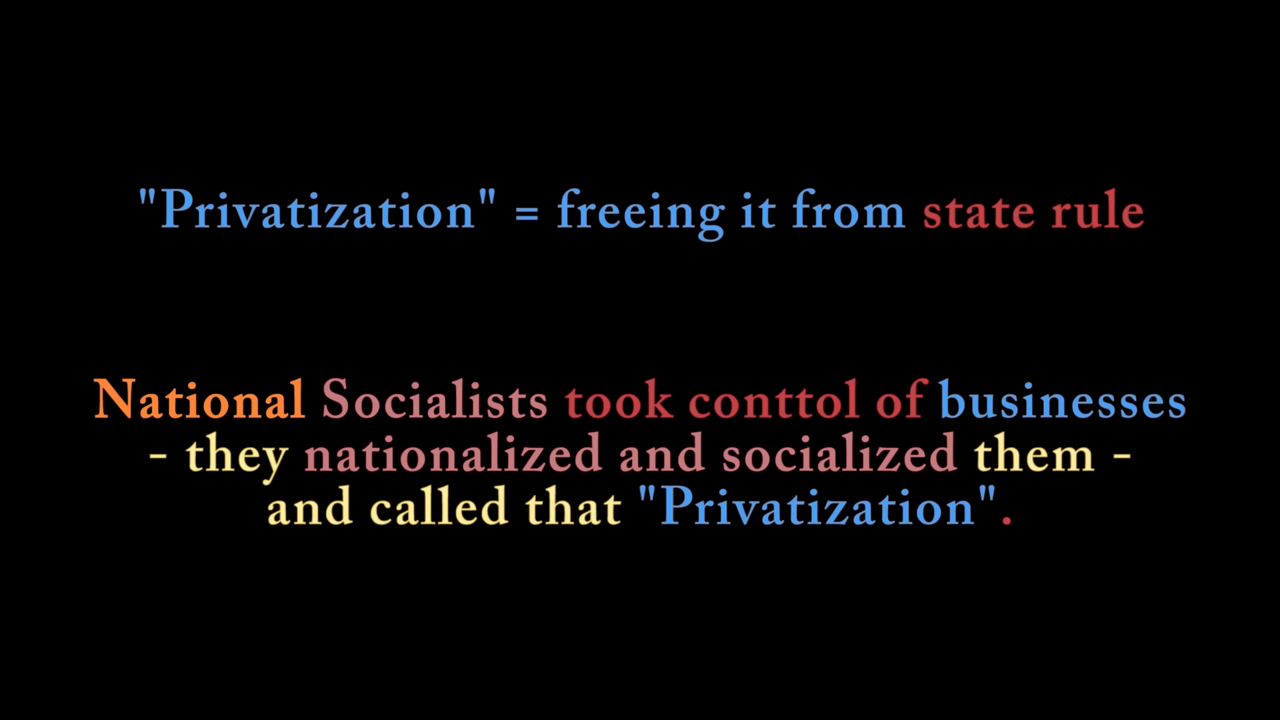 "Privatization" = freeing it from state rule
National Socialists took conttol of businesses
- they nationalized and socialized them -
and called that "Privatization".